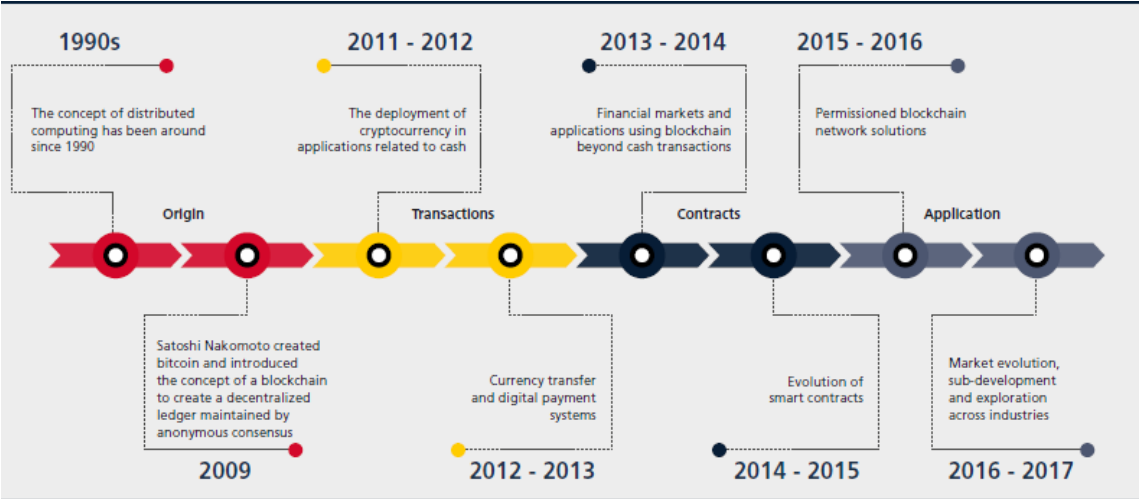 1990s
The concept of distributed
computing has been around
since 1990
2011 - 2012
The deployment of
cryptocurrency in
applications related to cash
2013 - 2014
Financial markets and
applications using blockchain
beyond cash transactions
2015 - 2016
Permissioned blockchain
network solutions
Origin
Transactions
Contracts
Application
Satoshi Nakomoto created
bitcoin and introduced
the concept of a blockchain
to create a decentralized
ledger maintained by
anonymous consensus
2009
Currency transfer
and digital payment
systems
2012 - 2013
Evolution of
smart contracts
2014 - 2015
Market evolution,
sub-development
and exploration
across industries
2016 - 2017